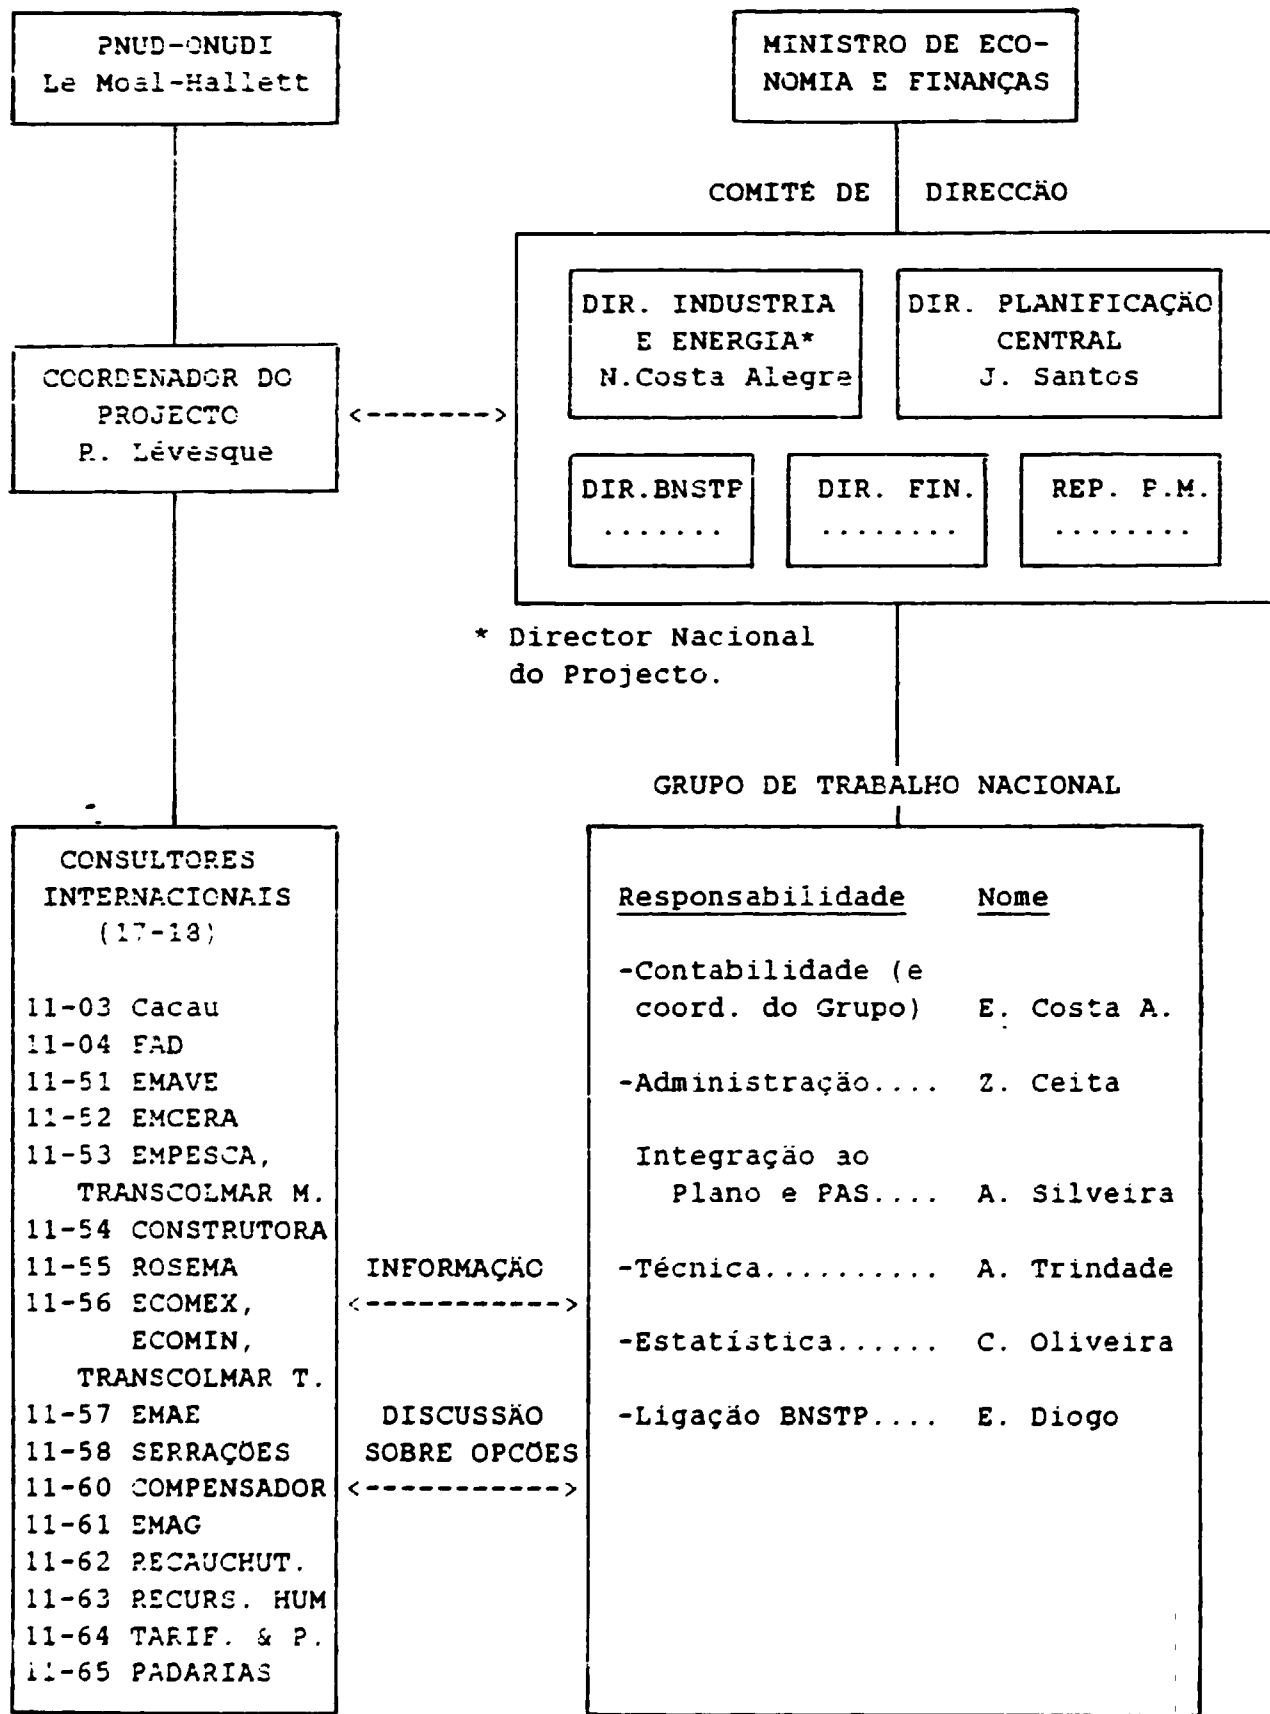 PNUD-ONUDI
Le Moal-Hallett
MINISTRO DE ECO-
NOMIA E FINANÇAS
COMITÉ DE DIRECCÃO
DIR. INDUSTRIA
E ENERGIA*
N.Costa Alegre
DIR. PLANIFICAÇÃO
CENTRAL
J. Santos
COORDENADOR DO
PROJECTO
R. Lévesque
<------>
DIR.BNSTP
.......
DIR. FIN.
........
REP. P.M.
........
* Director Nacional
do Projecto.
GRUPO DE TRABALHO NACIONAL
CONSULTORES
INTERNACIONAIS
(17-18)
11-03 Cacau
11-04 FAD
11-51 EMAVE
11-52 EMCERA
11-53 EMPESCA,
TRANSCOLMAR M.
11-54 CONSTRUTORA
11-55 ROSEMA
11-56 ECOMEX,
ECOMIN,
TRANSCOLMAR T.
11-57 EMAE
11-58 SERRAÇÕES
11-60 COMPENSADOR
11-61 EMAG
11-62 RECAUCHUT.
11-63 RECURS. HUM
11-64 TARIF. & P.
11-65 PADARIAS
INFORMAÇÃO
<----------->
DISCUSSÃO
SOBRE OPCÕES
<----------->
Responsabilidade Nome
-Contabilidade (e
coord. do Grupo) E. Costa A.
-Administração.... Z. Ceita
Integração ao
Plano e PAS.... A. Silveira
-Técnica.......... A. Trindade
-Estatística...... C. Oliveira
-Ligação BNSTP.... E. Diogo